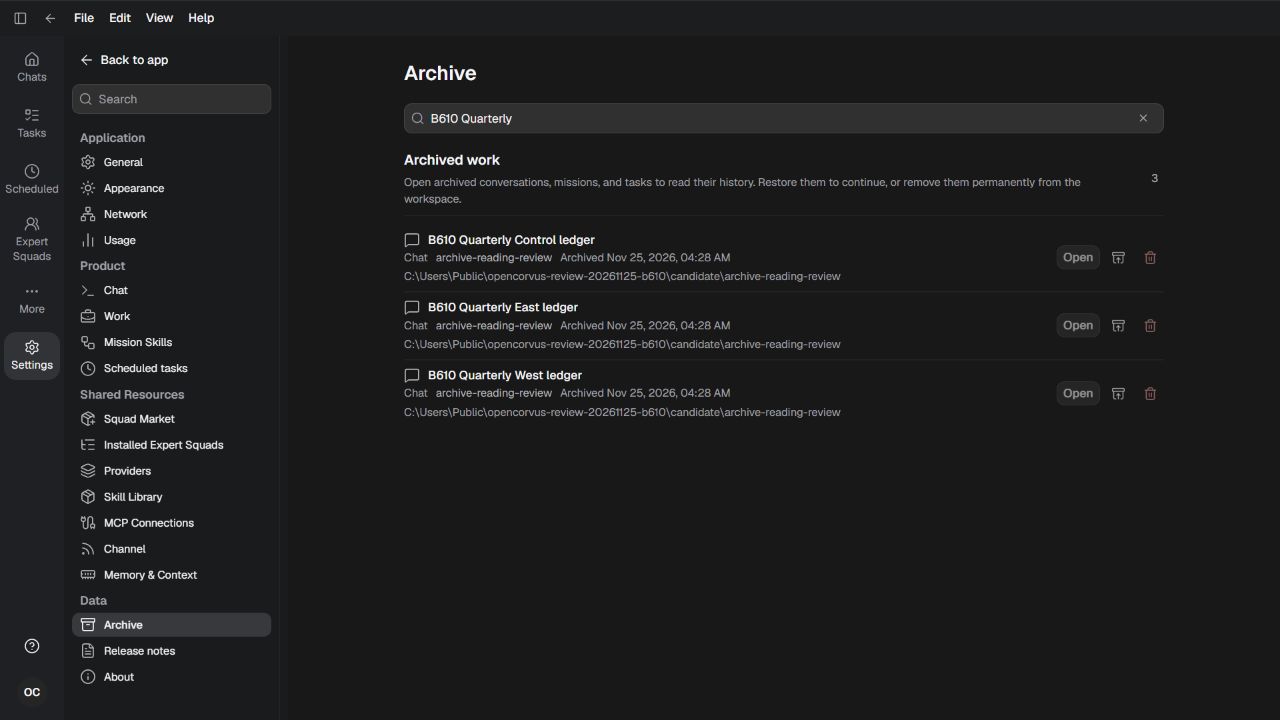 File Edit View Help
Chats
Tasks
Scheduled
Expert
Squads
More
Settings
OC
Back to app
Search
Application
General
Appearance
Network
Usage
Product
Chat
Work
Mission Skills
Scheduled tasks
Shared Resources
Squad Market
Installed Expert Squads
Providers
Skill Library
MCP Connections
Channel
Memory & Context
Data
Archive
Release notes
About
Archive
B610 Quarterly
Archived work
Open archived conversations, missions, and tasks to read their history. Restore them to continue, or remove them permanently from the
workspace.
3
B610 Quarterly Control ledger
Chat archive-reading-review Archived Nov 25, 2026, 04:28 AM
C:\Users\Public\opencorvus-review-20261125-b610\candidate\archive-reading-review
Open
B610 Quarterly East ledger
Chat archive-reading-review Archived Nov 25, 2026, 04:28 AM
C:\Users\Public\opencorvus-review-20261125-b610\candidate\archive-reading-review
Open
B610 Quarterly West ledger
Chat archive-reading-review Archived Nov 25, 2026, 04:28 AM
C:\Users\Public\opencorvus-review-20261125-b610\candidate\archive-reading-review
Open